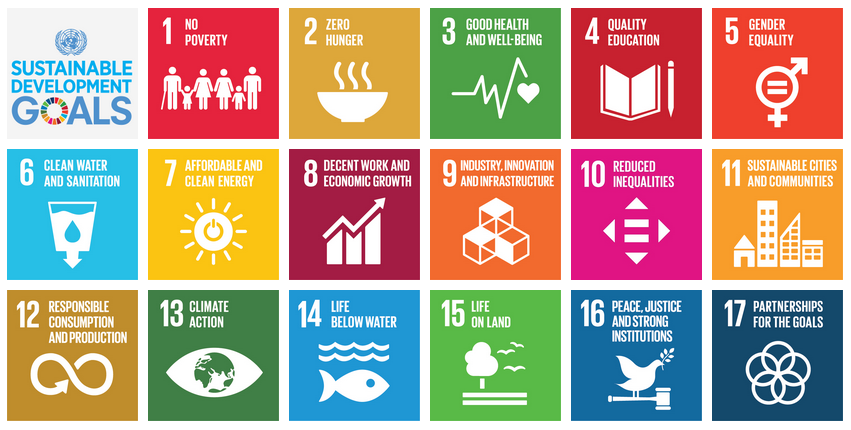 SUSTAINABLE
DEVELOPMENT
GOALS
1 NO
POVERTY
2 ZERO
HUNGER
3 GOOD HEALTH
AND WELL-BEING
4 QUALITY
EDUCATION
5 GENDER
EQUALITY
6 CLEAN WATER
AND SANITATION
7 AFFORDABLE AND
CLEAN ENERGY
8 DECENT WORK AND
ECONOMIC GROWTH
9 INDUSTRY, INNOVATION
AND INFRASTRUCTURE
10 REDUCED
INEQUALITIES
11 SUSTAINABLE CITIES
AND COMMUNITIES
12 RESPONSIBLE
CONSUMPTION
AND PRODUCTION
13 CLIMATE
ACTION
14 LIFE
BELOW WATER
15 LIFE
ON LAND
16 PEACE, JUSTICE
AND STRONG
INSTITUTIONS
17 PARTNERSHIPS
FOR THE GOALS